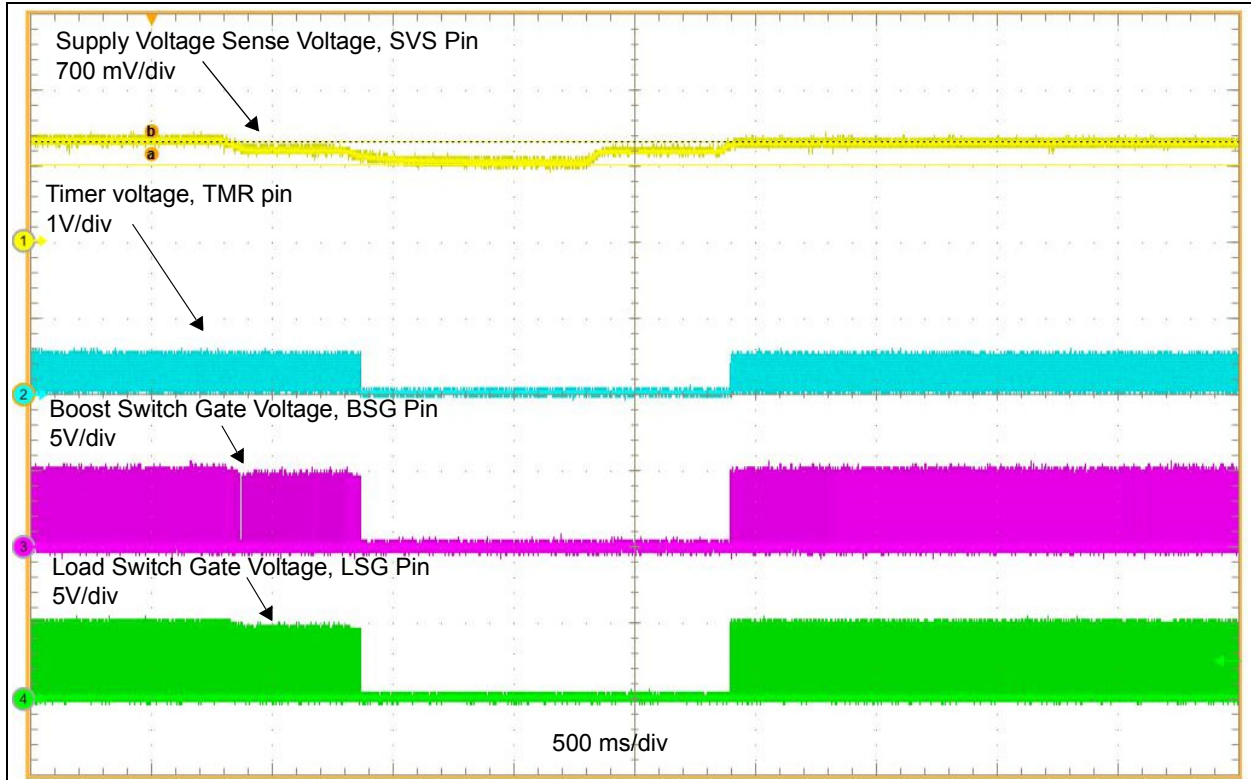 Supply Voltage Sense Voltage, SVS Pin
700 mV/div
b
a
Timer voltage, TMR pin
1V/div
1
2
Boost Switch Gate Voltage, BSG Pin
5V/div
3
Load Switch Gate Voltage, LSG Pin
5V/div
4
500 ms/div